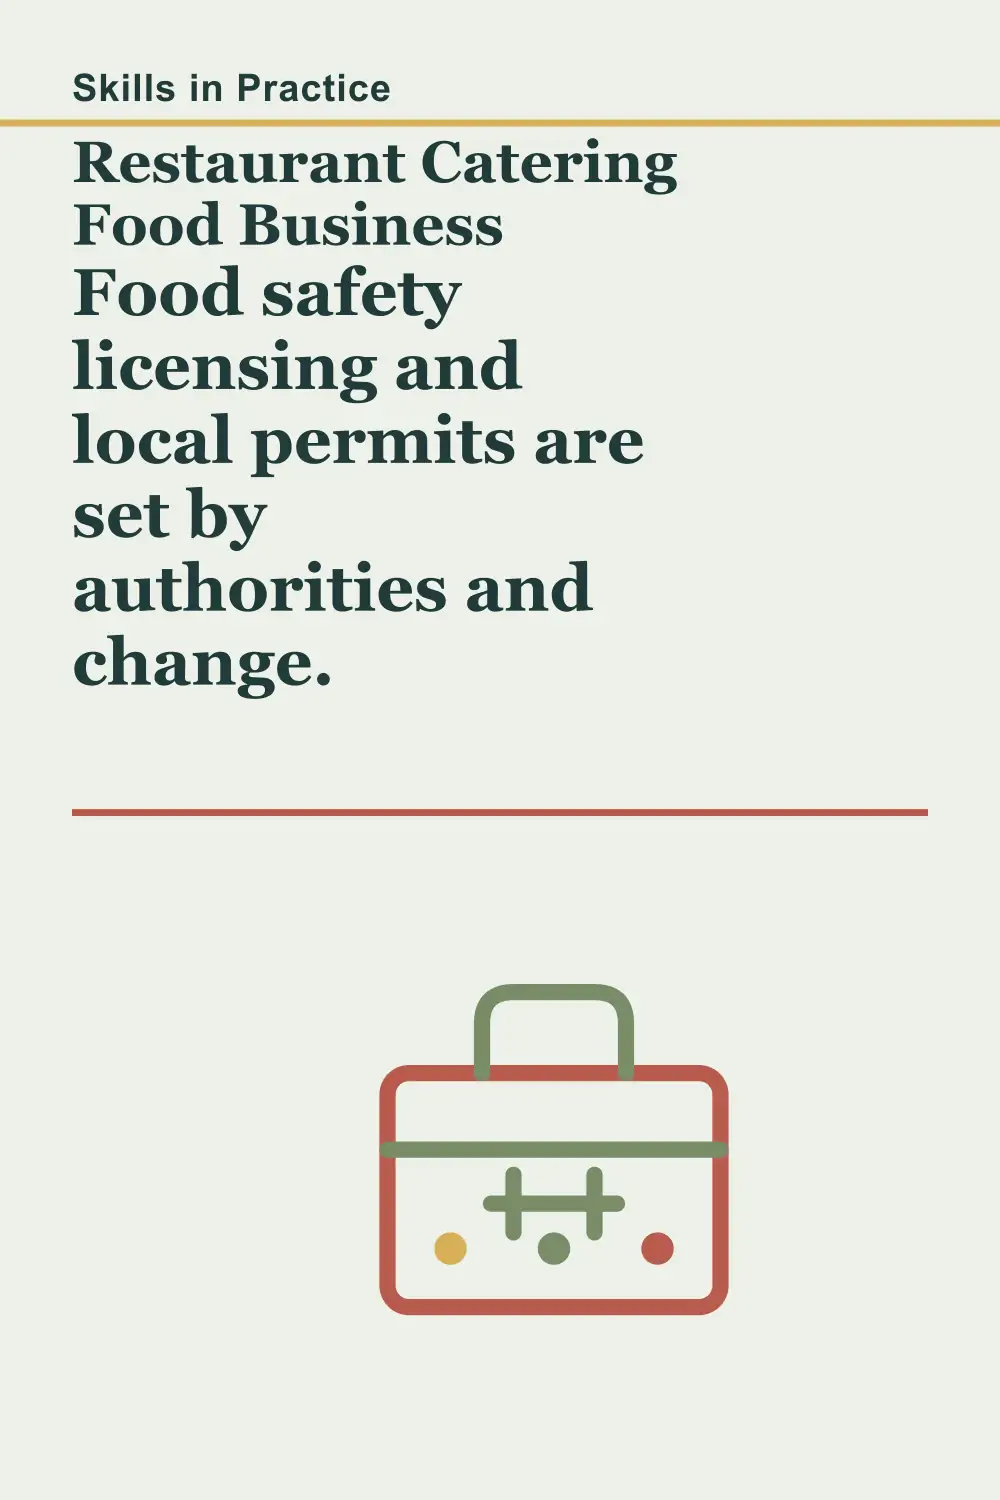 Skills in Practice
Restaurant Catering
Food Business
Food safety
licensing and
local permits are
set by
authorities and
change.